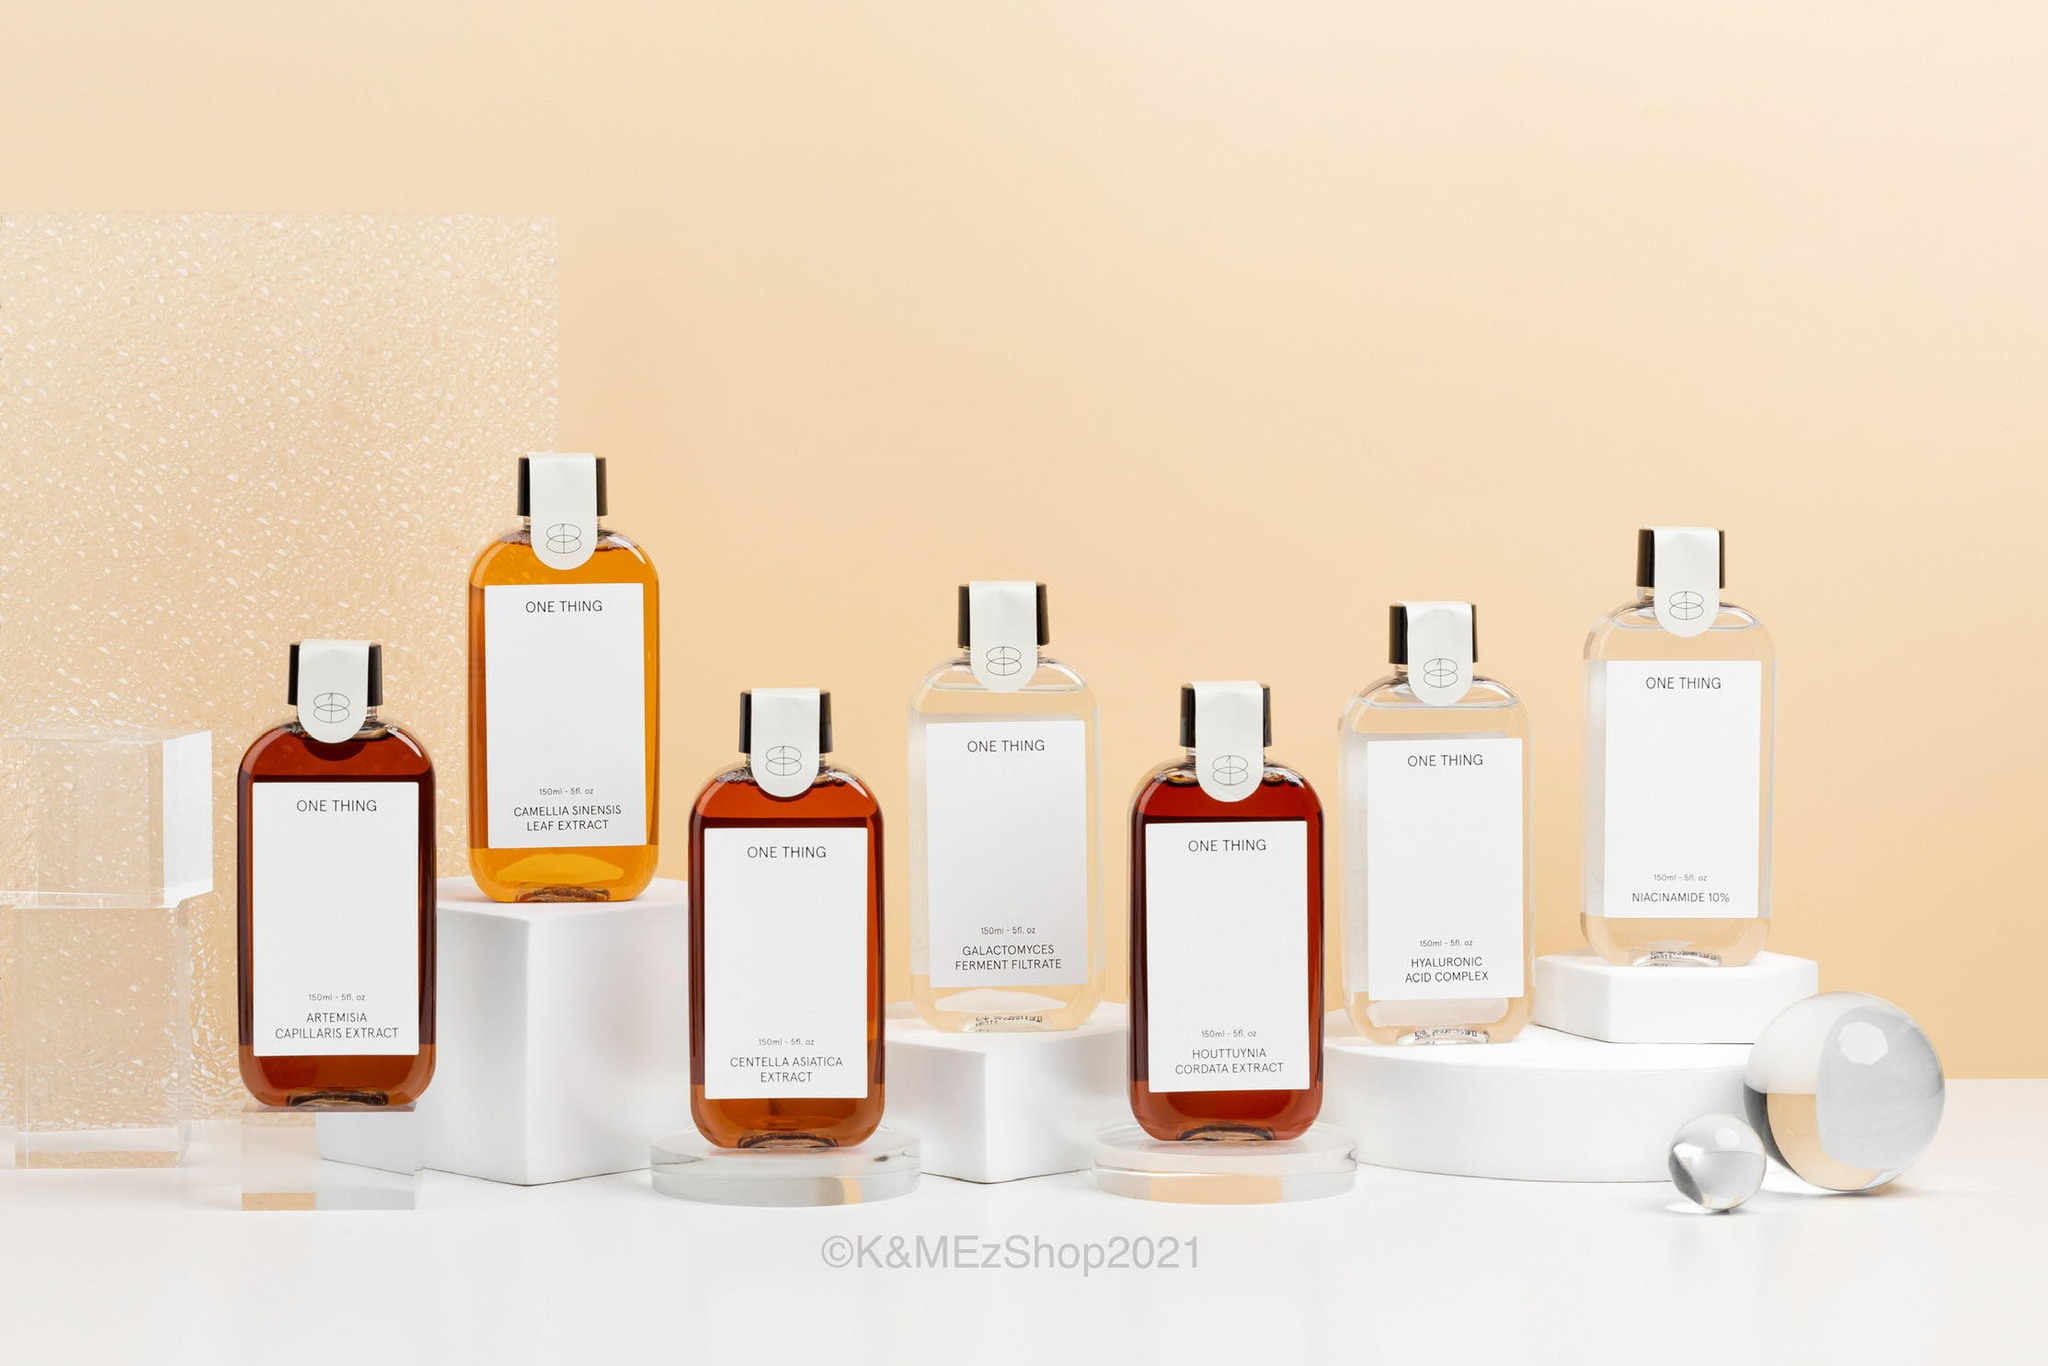 ONE THING
150ml - 5fl. oz
ARTEMISIA
CAPILLARIS EXTRACT
ONE THING
150ml - 5fl. oz
CAMELLIA SINENSIS
LEAF EXTRACT
ONE THING
150ml - 5fl. oz
CENTELLA ASIATICA
EXTRACT
ONE THING
150ml - 5fl. oz
GALACTOMYCES
FERMENT FILTRATE
ONE THING
150ml - 5fl. oz
HOUTTUYNIA
CORDATA EXTRACT
ONE THING
150ml - 5fl. oz
HYALURONIC
ACID COMPLEX
ONE THING
150ml - 5fl. oz
NIACINAMIDE 10%
©K&MEzShop2021